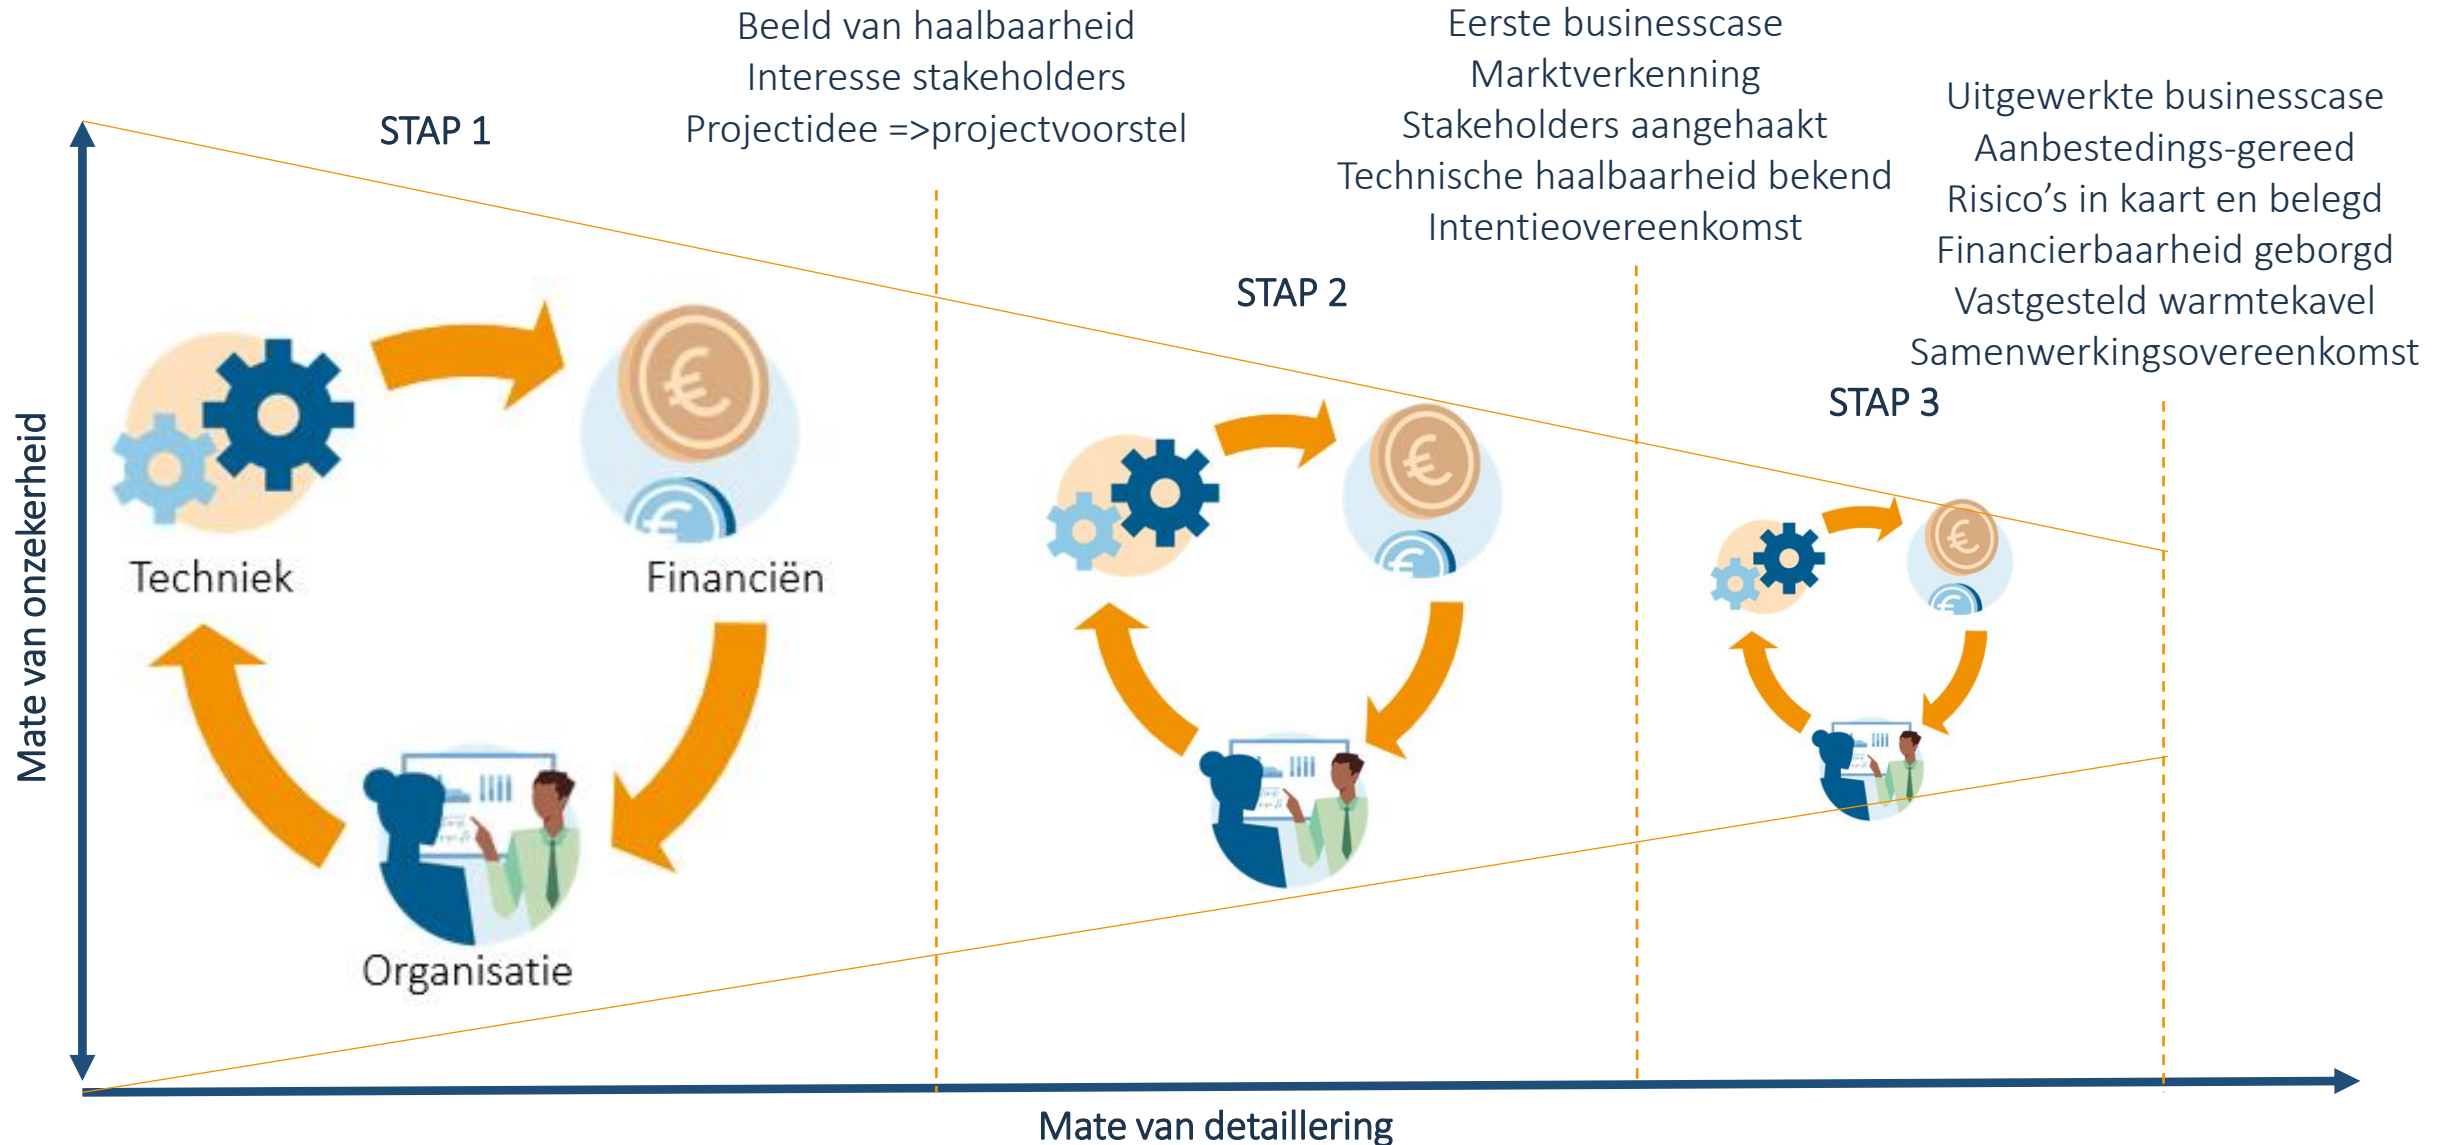 Beeld van haalbaarheid
Interesse stakeholders
Projectidee =>projectvoorstel
Eerste businesscase
Marktverkenning
Stakeholders aangehaakt
Technische haalbaarheid bekend
Intentieovereenkomst
Uitgewerkte businesscase
Aanbestedings-gereed
Risico's in kaart en belegd
Financierbaarheid geborgd
Vastgesteld warmtekavel
Samenwerkingsovereenkomst
STAP 1
STAP 2
STAP 3
Mate van onzekerheid
Techniek
Financiën
Organisatie
Mate van detaillering